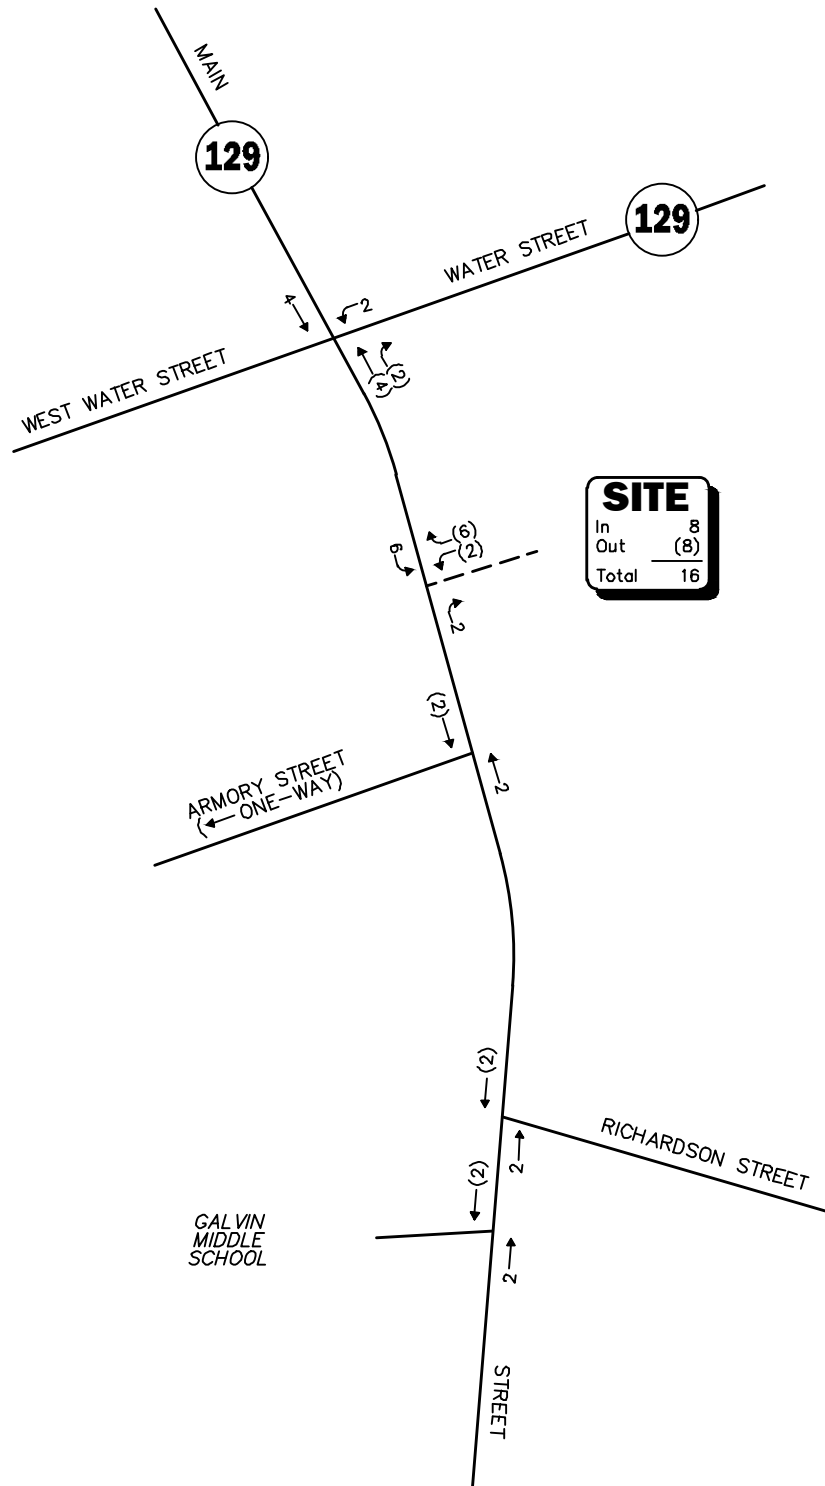 MAIN
129
129
WATER STREET
4
2
WEST WATER STREET
(2)
(4)
SITE
In 8
Out (8)
Total 16
(6)
(2)
6
2
(2)
ARMORY STREET
(← ONE-WAY)
2
(2)
RICHARDSON STREET
2
(2)
GALVIN
MIDDLE
SCHOOL
2
STREET